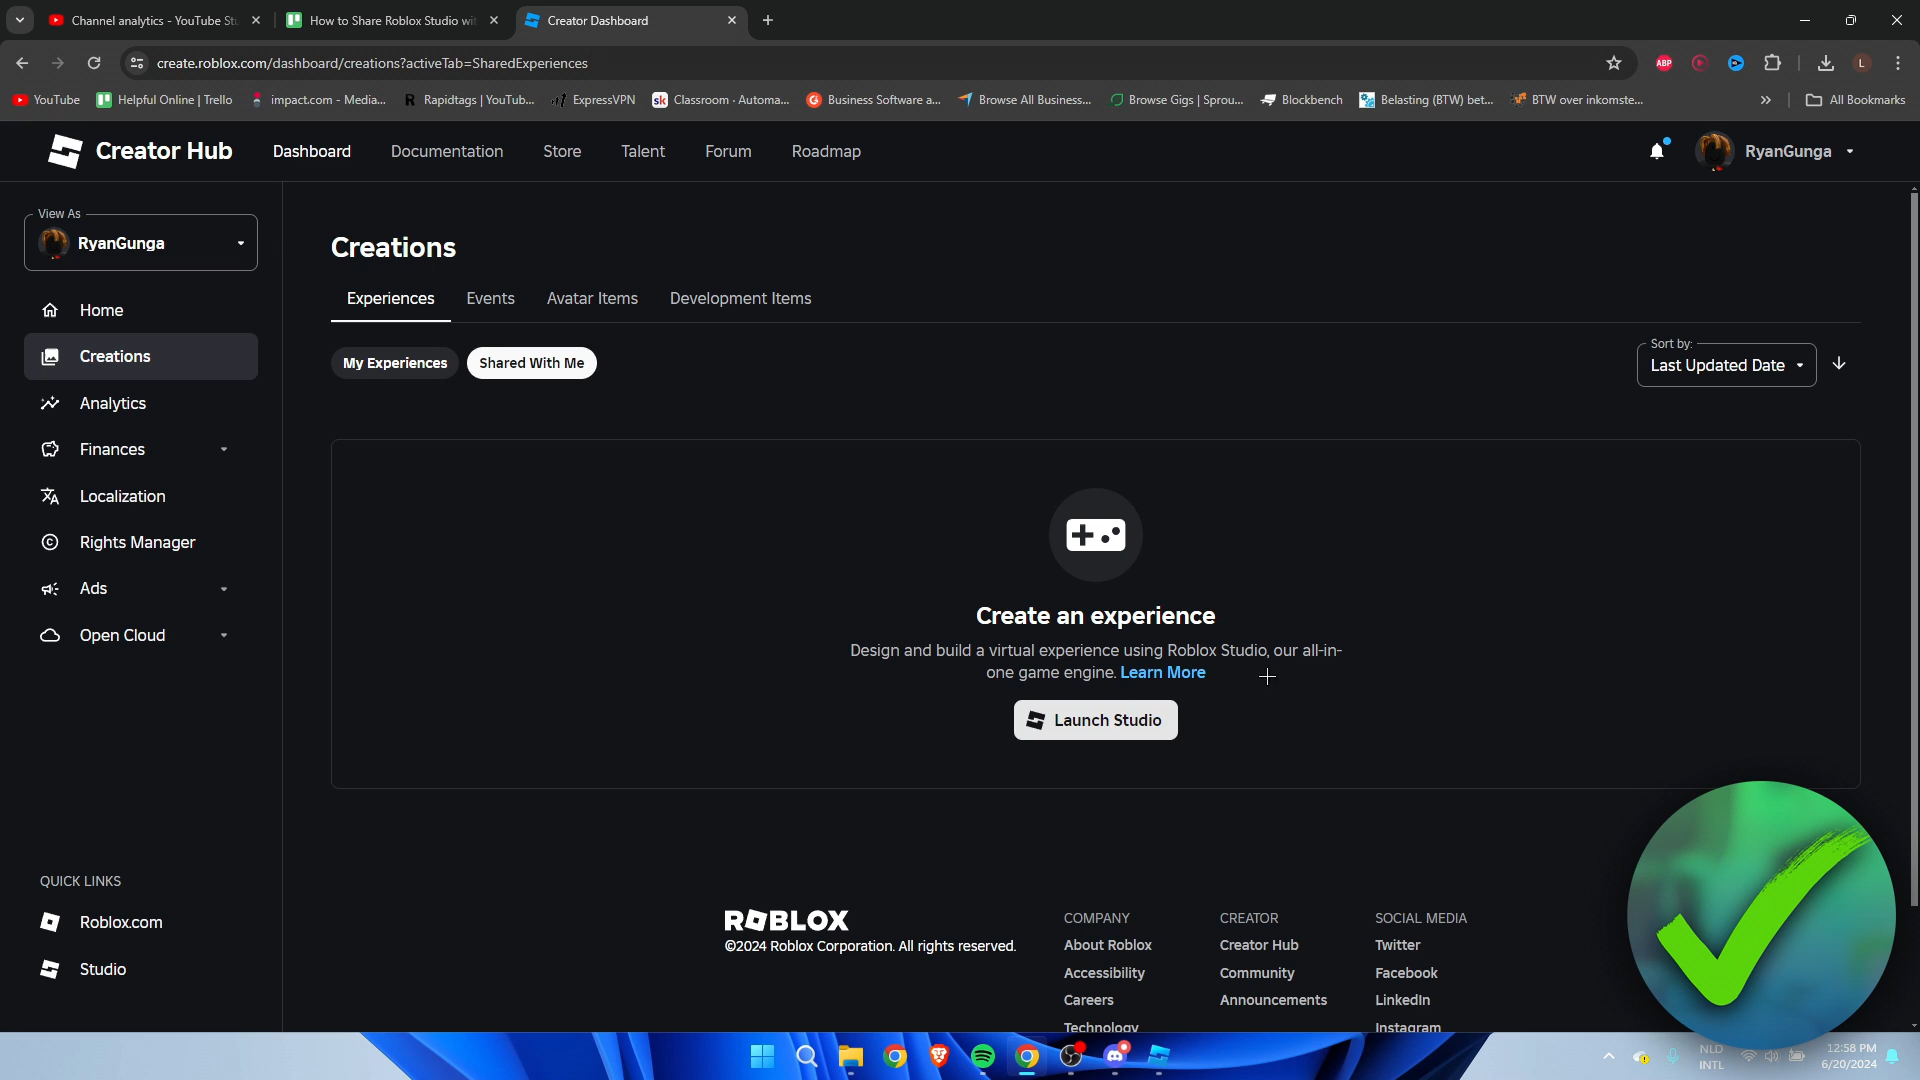 Channel analytics - YouTube St
How to Share Roblox Studio wit
Creator Dashboard
create.roblox.com/dashboard/creations?activeTab=SharedExperiences
ABP
L
YouTube
Helpful Online | Trello
impact.com - Media...
Rapidtags | YouTub...
ExpressVPN
Classroom · Automa...
Business Software a...
Browse All Business...
Browse Gigs | Sprou...
Blockbench
Belasting (BTW) bet...
BTW over inkomste...
All Bookmarks
Creator Hub
Dashboard
Documentation
Store
Talent
Forum
Roadmap
RyanGunga
View As
RyanGunga
Home
Creations
Analytics
Finances
Localization
Rights Manager
Ads
Open Cloud
QUICK LINKS
Roblox.com
Studio
Creations
Experiences
Events
Avatar Items
Development Items
My Experiences
Shared With Me
Sort by:
Last Updated Date
Create an experience
Design and build a virtual experience using Roblox Studio, our all-in-
one game engine. Learn More
Launch Studio
ROBLOX
©2024 Roblox Corporation. All rights reserved.
COMPANY
About Roblox
Accessibility
Careers
Technology
CREATOR
Creator Hub
Community
Announcements
SOCIAL MEDIA
Twitter
Facebook
LinkedIn
Instagram
NLD
INTL
12:58 PM
6/20/2024